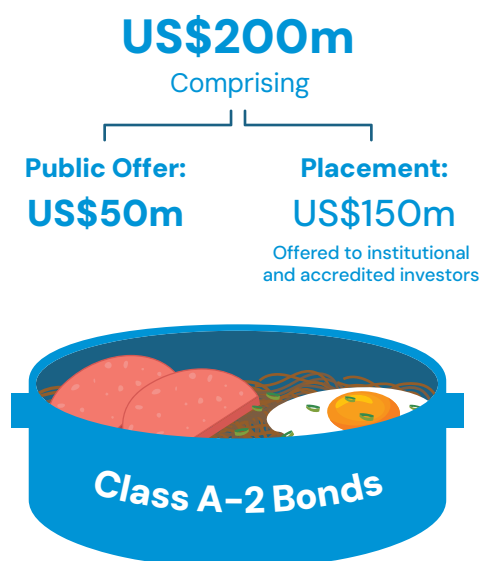 US$200m
Comprising
Public Offer:
US$50m
Placement:
US$150m
Offered to institutional
and accredited investors
Class A-2 Bonds